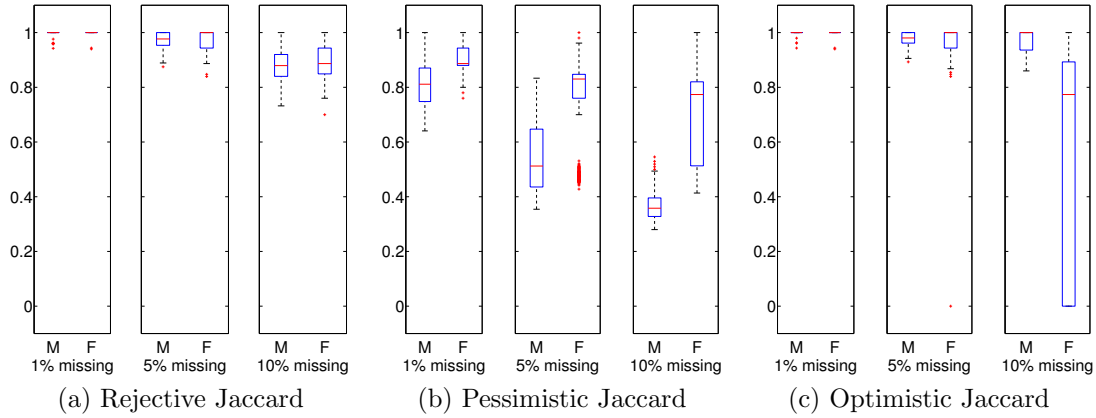 1
0.8
0.6
0.4
0.2
0
M F
1% missing
M F
5% missing
M F
10% missing
(a) Rejective Jaccard
1
0.8
0.6
0.4
0.2
0
M F
1% missing
M F
5% missing
M F
10% missing
(b) Pessimistic Jaccard
1
0.8
0.6
0.4
0.2
0
M F
1% missing
M F
5% missing
M F
10% missing
(c) Optimistic Jaccard